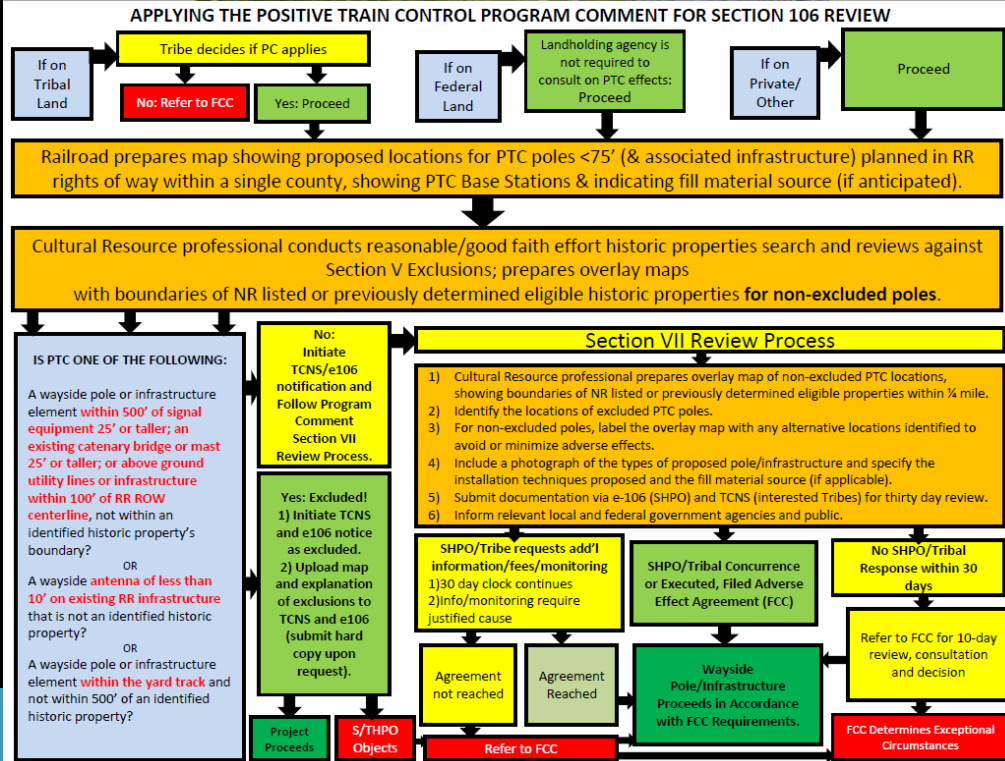 APPLYING THE POSITIVE TRAIN CONTROL PROGRAM COMMENT FOR SECTION 106 REVIEW
If on
Tribal
Land
Tribe decides if PC applies
No: Refer to FCC
Yes: Proceed
If on
Federal
Land
Landholding agency is
not required to
consult on PTC effects:
Proceed
If on
Private/
Other
Proceed
Railroad prepares map showing proposed locations for PTC poles <75' (& associated infrastructure) planned in RR
rights of way within a single county, showing PTC Base Stations & indicating fill material source (if anticipated).
Cultural Resource professional conducts reasonable/good faith effort historic properties search and reviews against
Section V Exclusions; prepares overlay maps
with boundaries of NR listed or previously determined eligible historic properties for non-excluded poles.
IS PTC ONE OF THE FOLLOWING:
A wayside pole or infrastructure
element within 500' of signal
equipment 25' or taller; an
existing catenary bridge or mast
25' or taller; or above ground
utility lines or infrastructure
within 100' of RR ROW
centerline, not within an
identified historic property's
boundary?
OR
A wayside antenna of less than
10' on existing RR infrastructure
that is not an identified historic
property?
OR
A wayside pole or infrastructure
element within the yard track and
not within 500' of an identified
historic property?
No:
Initiate
TCNS/e106
notification and
Follow Program
Comment
Section VII
Review Process.
Yes: Excluded!
1) Initiate TCNS
and e106 notice
as excluded.
2) Upload map
and explanation
of exclusions to
TCNS and e106
(submit hard
copy upon
request).
Project
Proceeds
S/THPO
Objects
Section VII Review Process
1) Cultural Resource professional prepares overlay map of non-excluded PTC locations,
showing boundaries of NR listed or previously determined eligible properties within ¼ mile.
2) Identify the locations of excluded PTC poles.
3) For non-excluded poles, label the overlay map with any alternative locations identified to
avoid or minimize adverse effects.
4) Include a photograph of the types of proposed pole/infrastructure and specify the
installation techniques proposed and the fill material source (if applicable).
5) Submit documentation via e-106 (SHPO) and TCNS (interested Tribes) for thirty day review.
6) Inform relevant local and federal government agencies and public.
SHPO/Tribe requests add'l
information/fees/monitoring
1)30 day clock continues
2)Info/monitoring require
justified cause
Agreement
not reached
Agreement
Reached
Refer to FCC
SHPO/Tribal Concurrence
or Executed, Filed Adverse
Effect Agreement (FCC)
Wayside
Pole/Infrastructure
Proceeds in Accordance
with FCC Requirements.
No SHPO/Tribal
Response within 30
days
Refer to FCC for 10-day
review, consultation
and decision
FCC Determines Exceptional
Circumstances